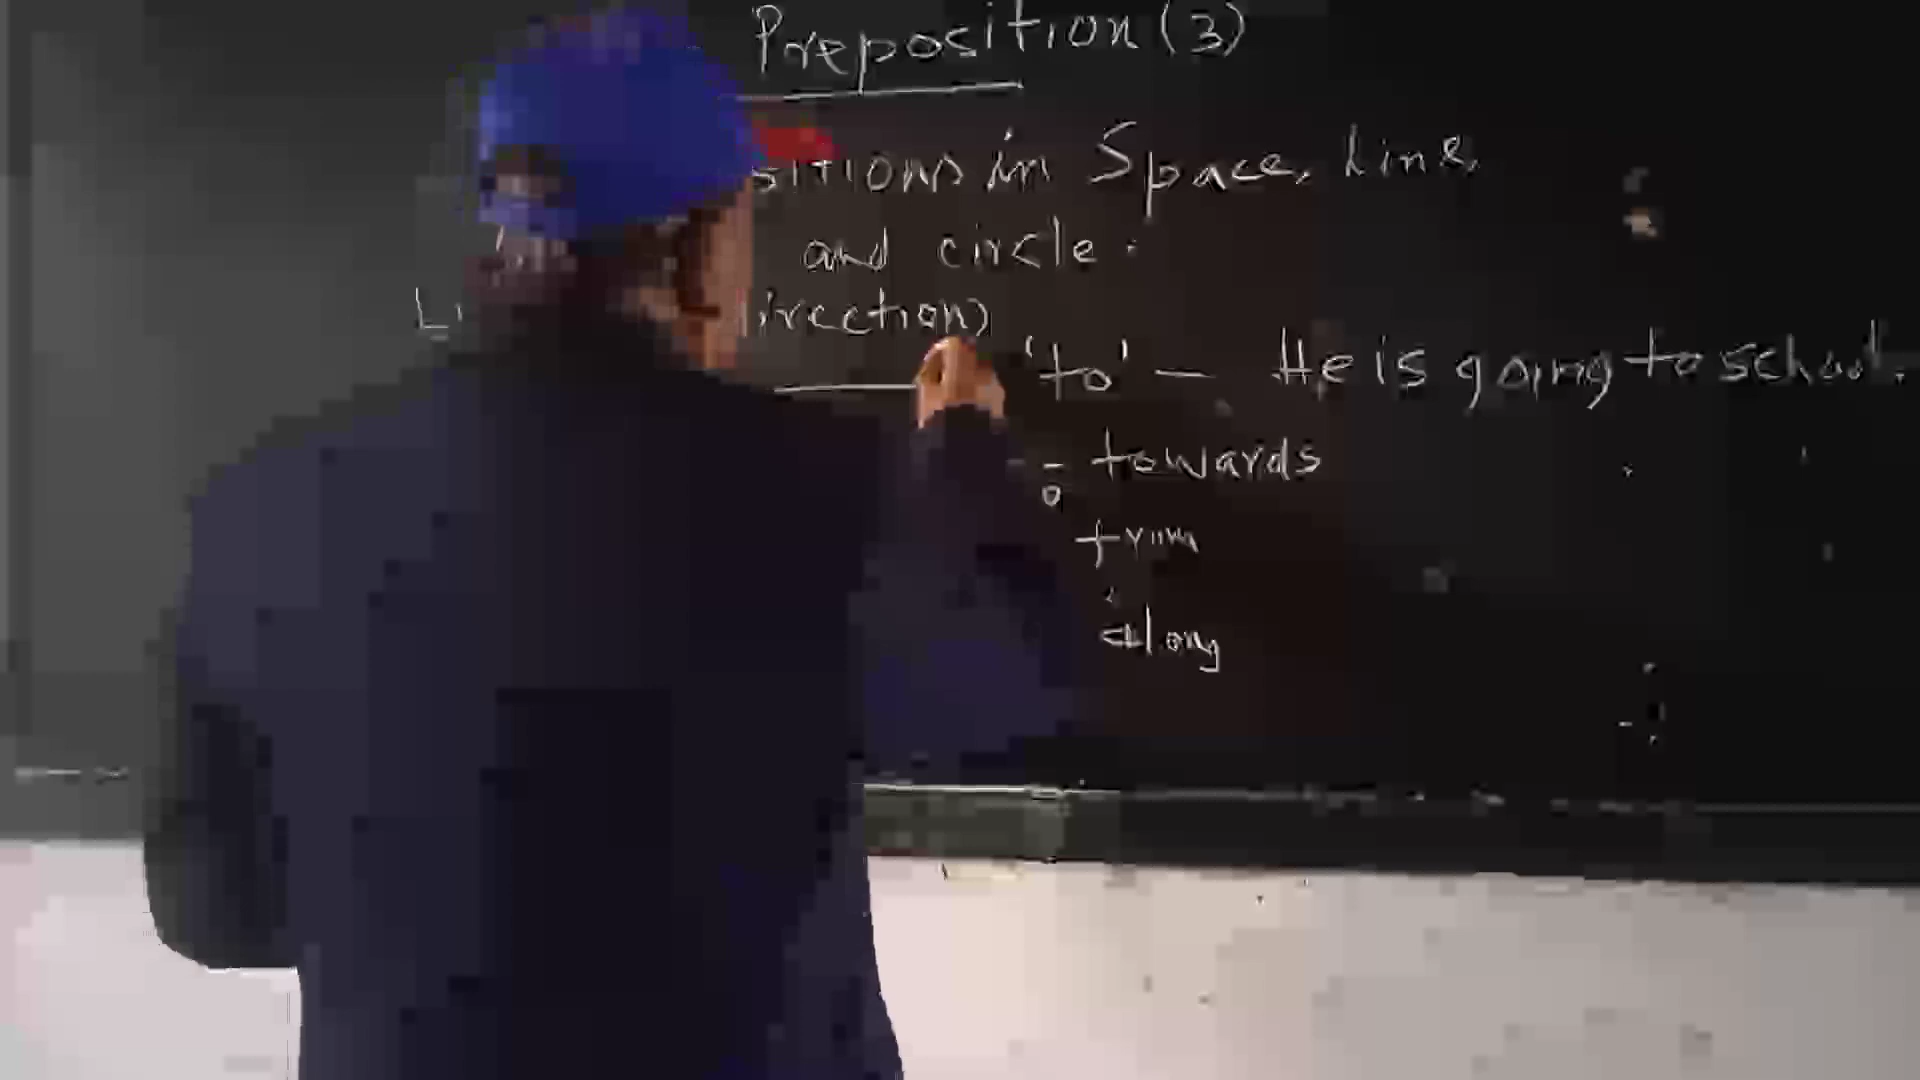 Preposition (3)
sitions in Space, Line,
and circle.
Li irection)
'to' — He is going to school.
- towards
from
along